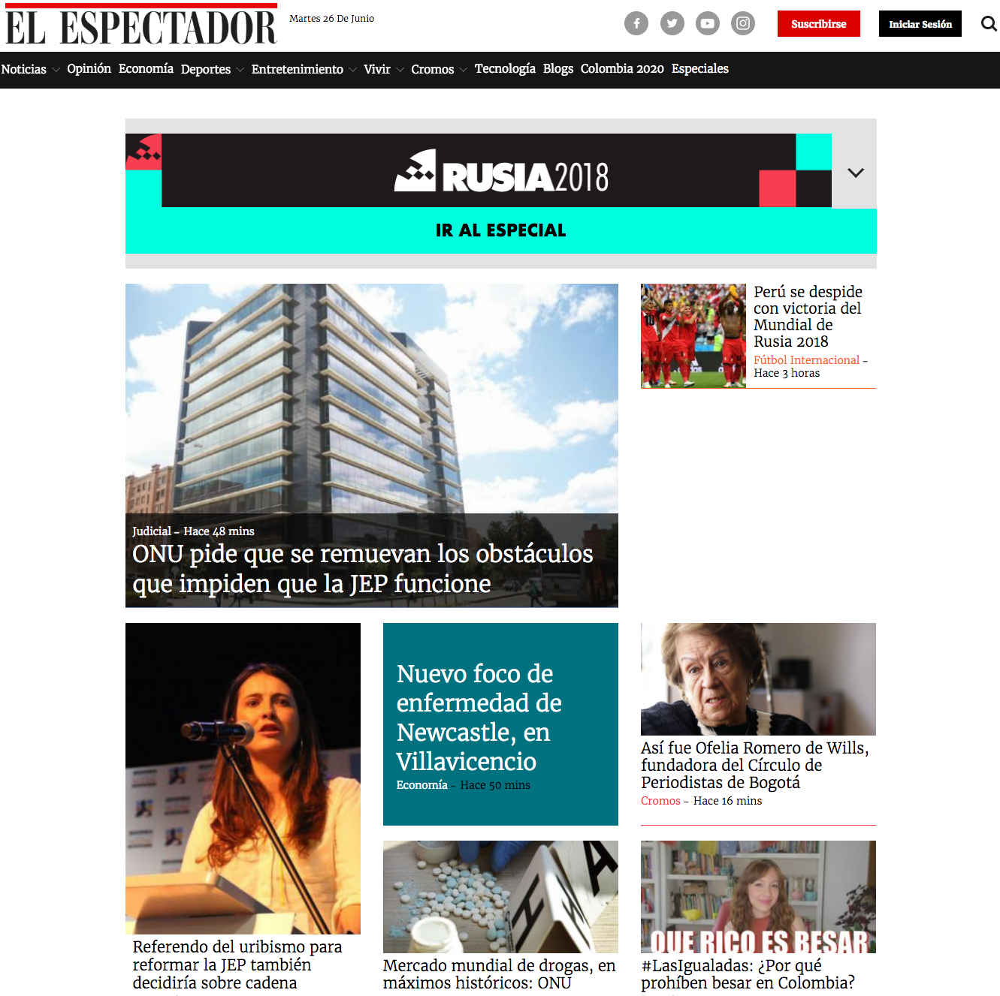 EL ESPECTADOR
Martes 26 De Junio
Suscribirse
Iniciar Sesión
Noticias Opinión Economía Deportes Entretenimiento Vivir Cromos Tecnología Blogs Colombia 2020 Especiales
RUSIA2018
IR AL ESPECIAL
Judicial - Hace 48 mins
ONU pide que se remuevan los obstáculos
que impiden que la JEP funcione
Perú se despide
con victoria del
Mundial de
Rusia 2018
Fútbol Internacional -
Hace 3 horas
Referendo del uribismo para
reformar la JEP también
decidiría sobre cadena
Nuevo foco de
enfermedad de
Newcastle, en
Villavicencio
Economía - Hace 50 mins
Así fue Ofelia Romero de Wills,
fundadora del Círculo de
Periodistas de Bogotá
Cromos - Hace 16 mins
Mercado mundial de drogas, en
máximos históricos: ONU
QUE RICO ES BESAR
#LasIgualadas: ¿Por qué
prohíben besar en Colombia?